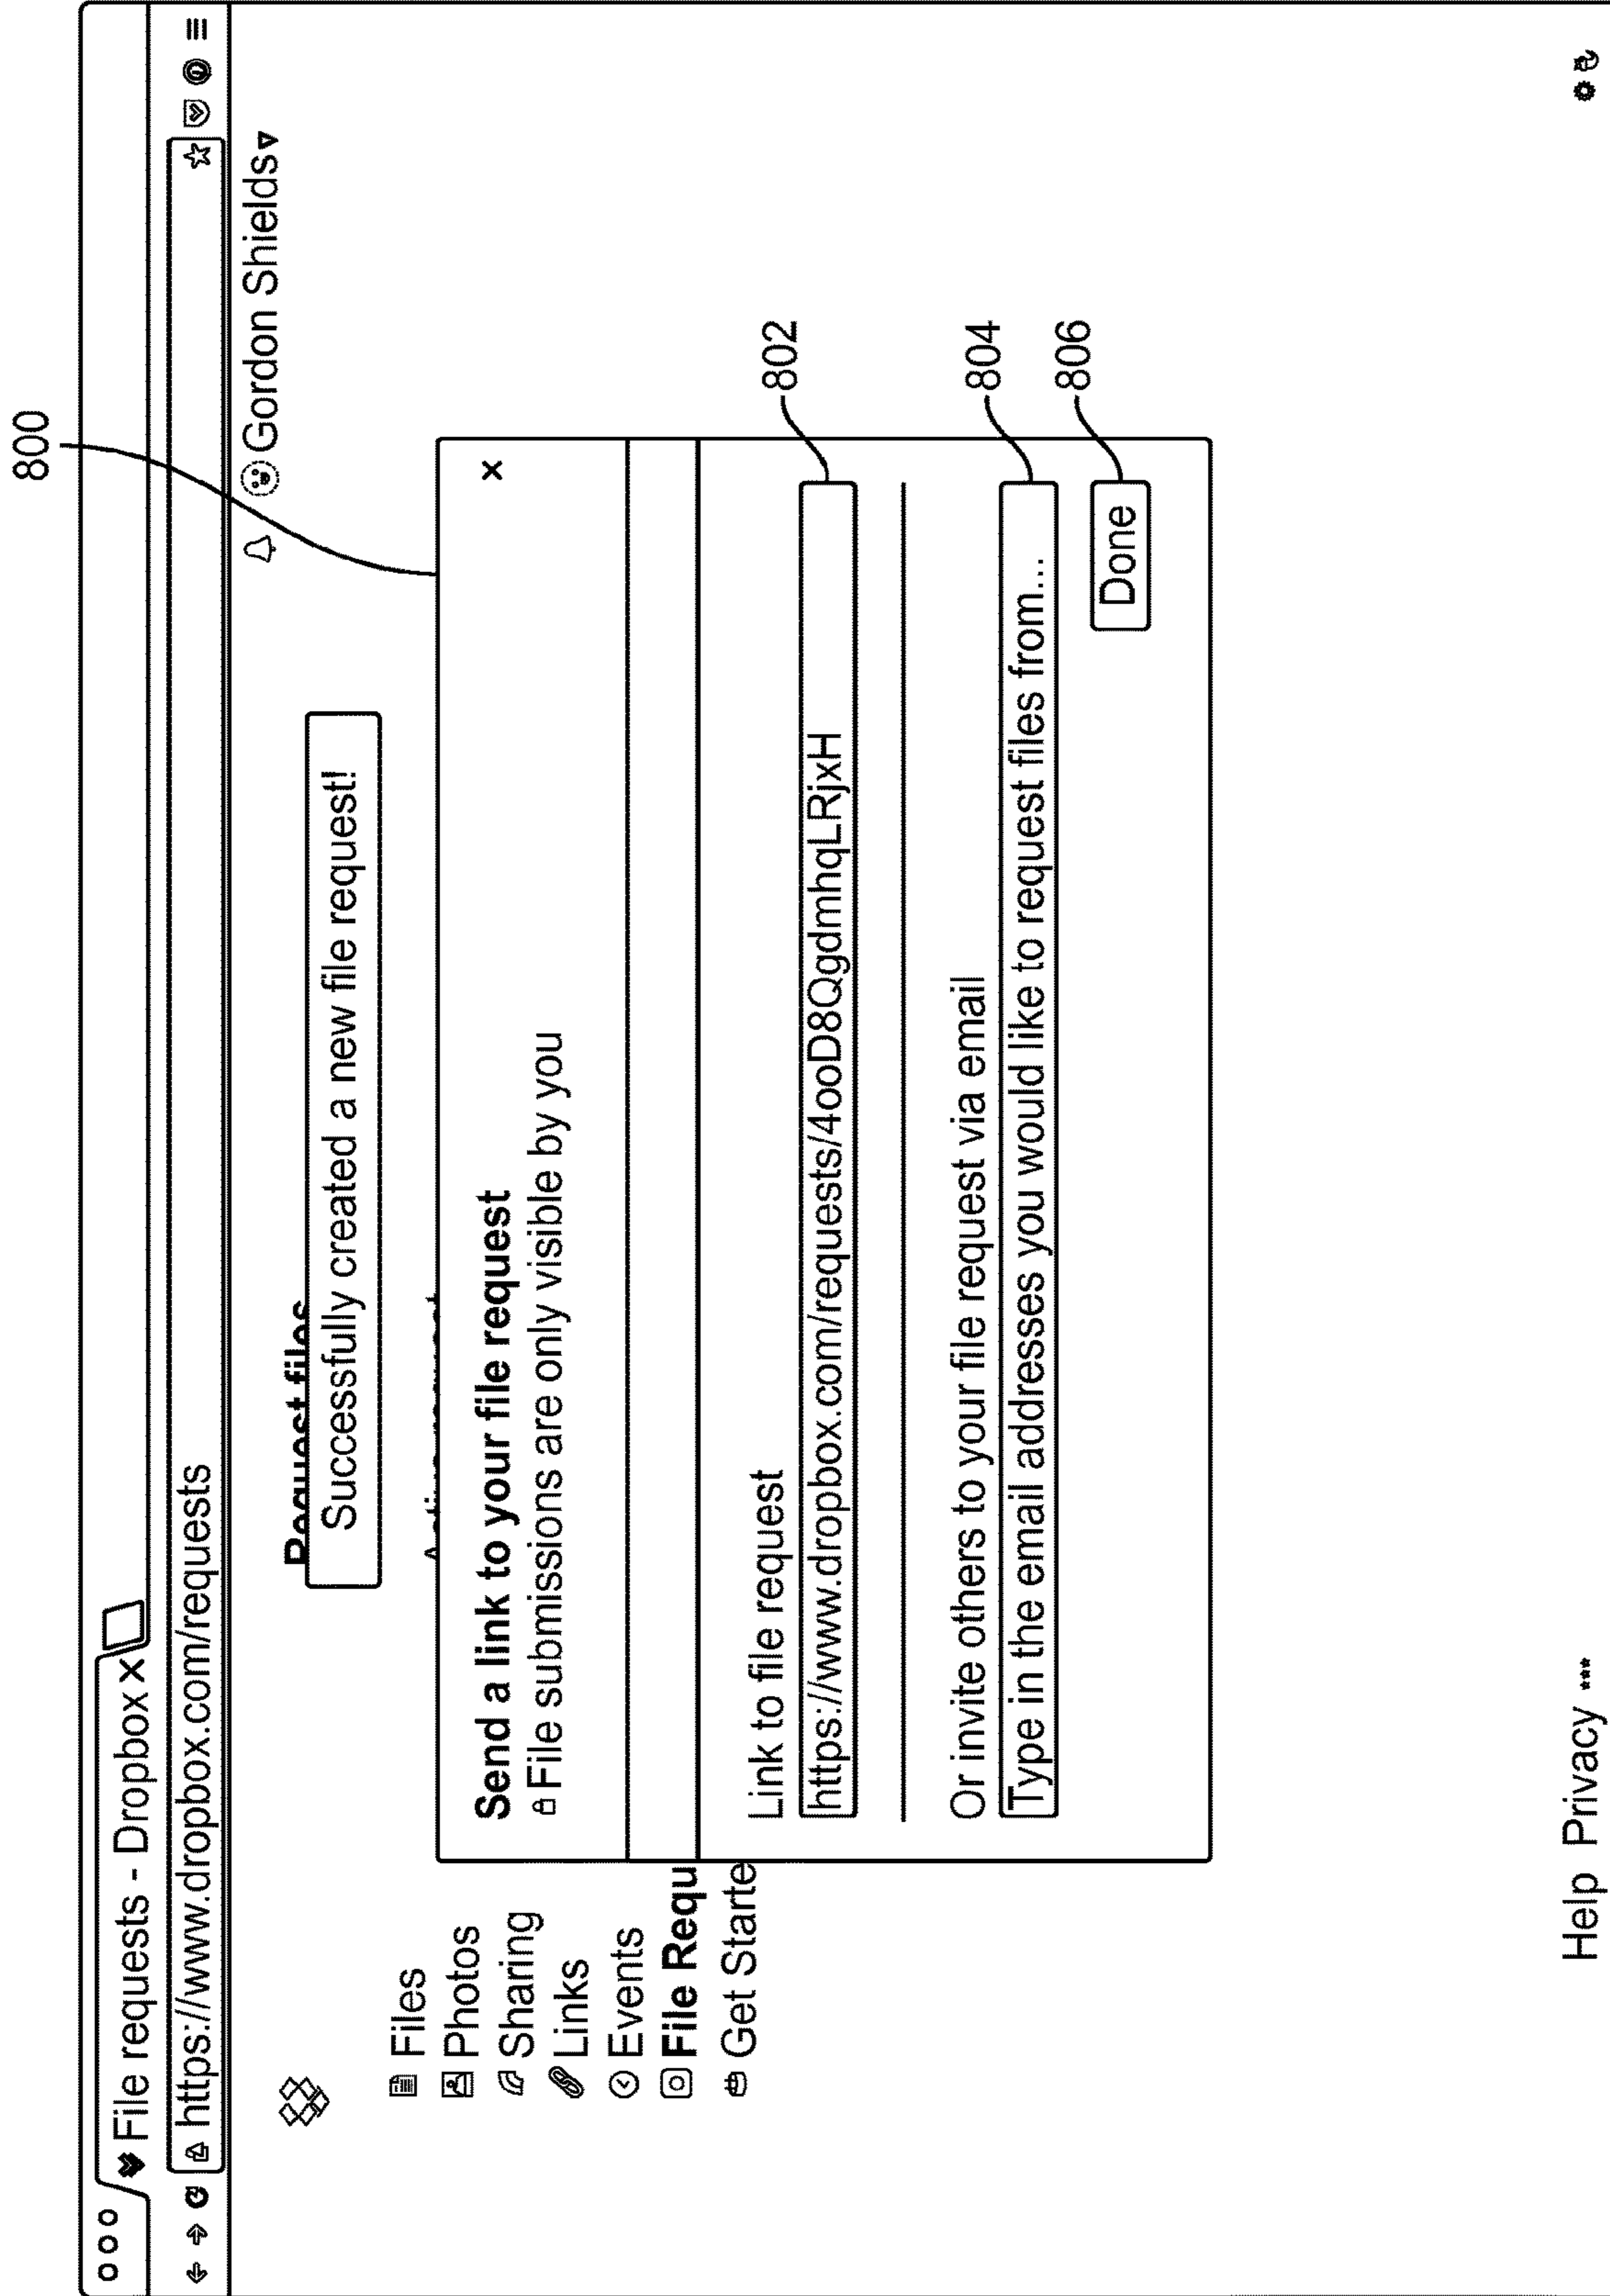 800
File requests - Dropbox X
https://www.dropbox.com/requests
Gordon Shields
Request files
Successfully created a new file request!
Files
Photos
Sharing
Links
Events
File Requ
Get Starte
Send a link to your file request
x
File submissions are only visible by you
Link to file request
https://www.dropbox.com/requests/4ooD8QgdmhqLRjxH
802
Or invite others to your file request via email
Type in the email addresses you would like to request files from...
804
Done
806
Help Privacy ***